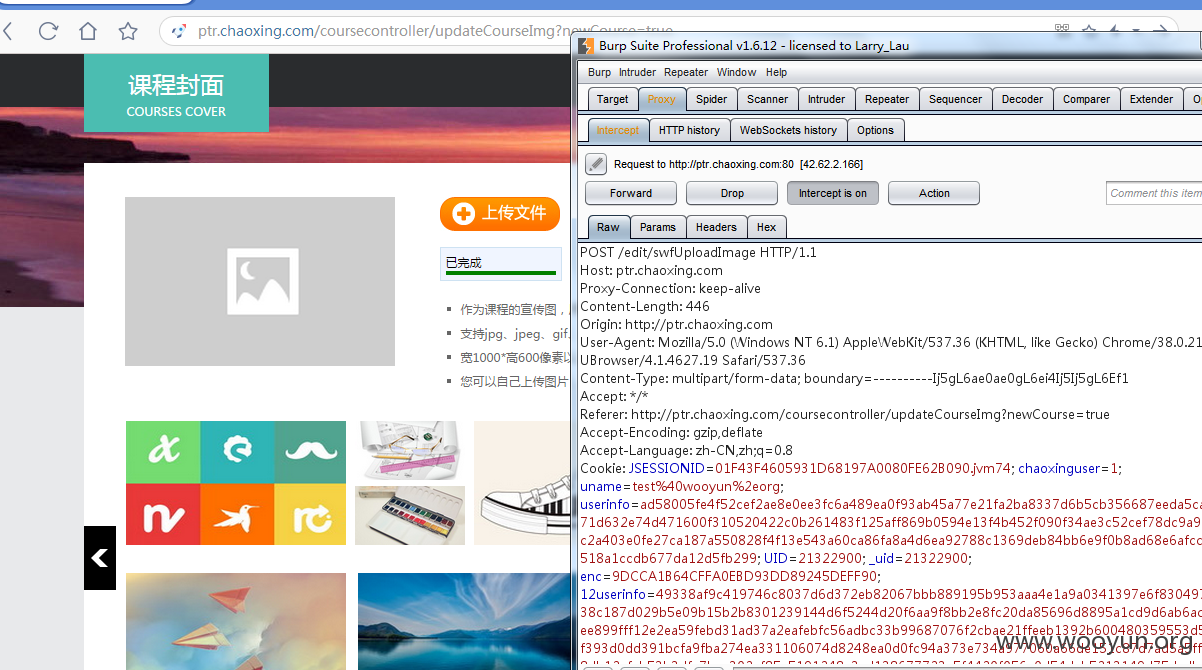 ptr.chaoxing.com/coursecontroller/updateCourseImg?newCourse=true
课程封面
COURSES COVER
上传文件
已完成
作为课程的宣传图，
支持jpg、jpeg、gif
宽1000*高600像素以
您可以自己上传图片
Burp Suite Professional v1.6.12 - licensed to Larry_Lau
Burp Intruder Repeater Window Help
Target Proxy Spider Scanner Intruder Repeater Sequencer Decoder Comparer Extender
Intercept HTTP history WebSockets history Options
Request to http://ptr.chaoxing.com:80 [42.62.2.166]
Forward Drop Intercept is on Action Comment this item
Raw Params Headers Hex
POST /edit/swfUploadImage HTTP/1.1
Host: ptr.chaoxing.com
Proxy-Connection: keep-alive
Content-Length: 446
Origin: http://ptr.chaoxing.com
User-Agent: Mozilla/5.0 (Windows NT 6.1) AppleWebKit/537.36 (KHTML, like Gecko) Chrome/38.0.21
UBrowser/4.1.4627.19 Safari/537.36
Content-Type: multipart/form-data; boundary=----------Ij5gL6ae0ae0gL6ei4Ij5Ij5gL6Ef1
Accept: */*
Referer: http://ptr.chaoxing.com/coursecontroller/updateCourseImg?newCourse=true
Accept-Encoding: gzip,deflate
Accept-Language: zh-CN,zh;q=0.8
Cookie: JSESSIONID=01F43F4605931D68197A0080FE62B090.jvm74; chaoxinguser=1;
uname=test%40wooyun%2eorg;
userinfo=ad58005fe4f52cef2ae8e0ee3fc6a489ea0f93ab45a77e21fa2ba8337d6b5cb356687eeda5ca
71d632e74d471600f310520422c0b261483f125aff869b0594e13f4b452f090f34ae3c52cef78dc9a9
c2a403e0fe27ca187a550828f4f13e543a60ca86fa8a4d6ea92788c1369deb84bb6e9f0b8ad68e6afcc
518a1ccdb677da12d5fb299; UID=21322900; _uid=21322900;
enc=9DCCA1B64CFFA0EBD93DD89245DEFF90;
12userinfo=49338af9c419746c8037d6d372eb82067bbb889195b953aaa4e1a9a0341397e6f830497
38c187d029b5e09b15b2b8301239144d6f5244d20f6aa9f8bb2e8fc20da85696d8895a1cd9d6ab6ac
ee899fff12e2ea59febd31ad37a2eafebfc56adbc33b99687076f2cbae21ffeeb1392b600480359553d5
www.wooyun.org